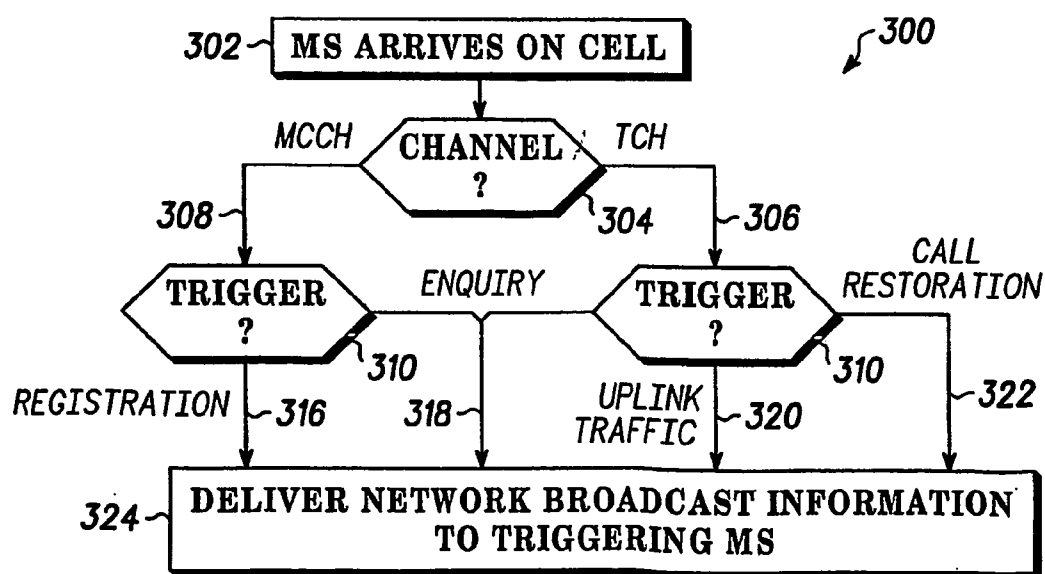 302 MS ARRIVES ON CELL 300
MCCH CHANNEL TCH
?
304
308 306
TRIGGER ENQUIRY TRIGGER CALL
RESTORATION
? ?
310 310
REGISTRATION 316 318 UPLINK
TRAFFIC 320 322
324 DELIVER NETWORK BROADCAST INFORMATION
TO TRIGGERING MS